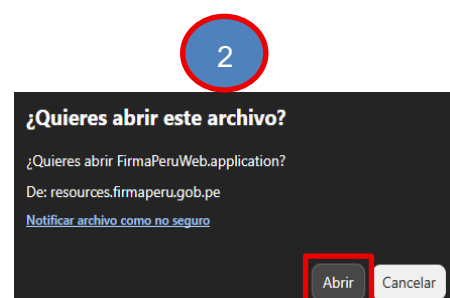 2
¿Quieres abrir este archivo?
¿Quieres abrir FirmaPeruWeb.application?
De: resources.firmaperu.gob.pe
Notificar archivo como no seguro
Abrir Cancelar